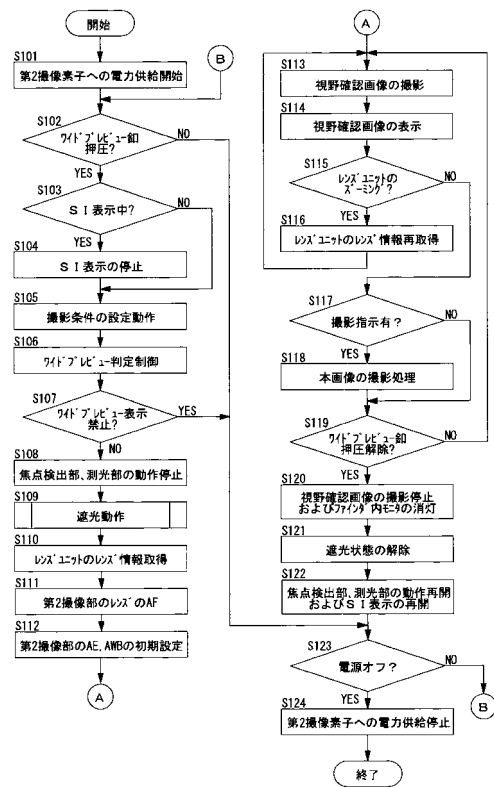 開始
S101
第2撮像素子への電力供給開始
B
S102
ワイドプレビュー釦
押圧?
NO
YES
S103
SI表示中?
NO
YES
S104
SI表示の停止
S105
撮影条件の設定動作
S106
ワイドプレビュー判定制御
S107
ワイドプレビュー表示
禁止?
YES
NO
S108
焦点検出部、測光部の動作停止
S109
遮光動作
S110
レンズユニットのレンズ情報取得
S111
第2撮像部のレンズのAF
S112
第2撮像部のAE,AWBの初期設定
A
A
S113
視野確認画像の撮影
S114
視野確認画像の表示
S115
レンズユニットの
ズーミング?
NO
YES
S116
レンズユニットのレンズ情報再取得
S117
撮影指示有?
NO
YES
S118
本画像の撮影処理
S119
ワイドプレビュー釦
押圧解除?
NO
YES
S120
視野確認画像の撮影停止
およびファインダ内モニタの消灯
S121
遮光状態の解除
S122
焦点検出部、測光部の動作再開
およびSI表示の再開
S123
電源オフ?
NO
B
YES
S124
第2撮像素子への電力供給停止
終了